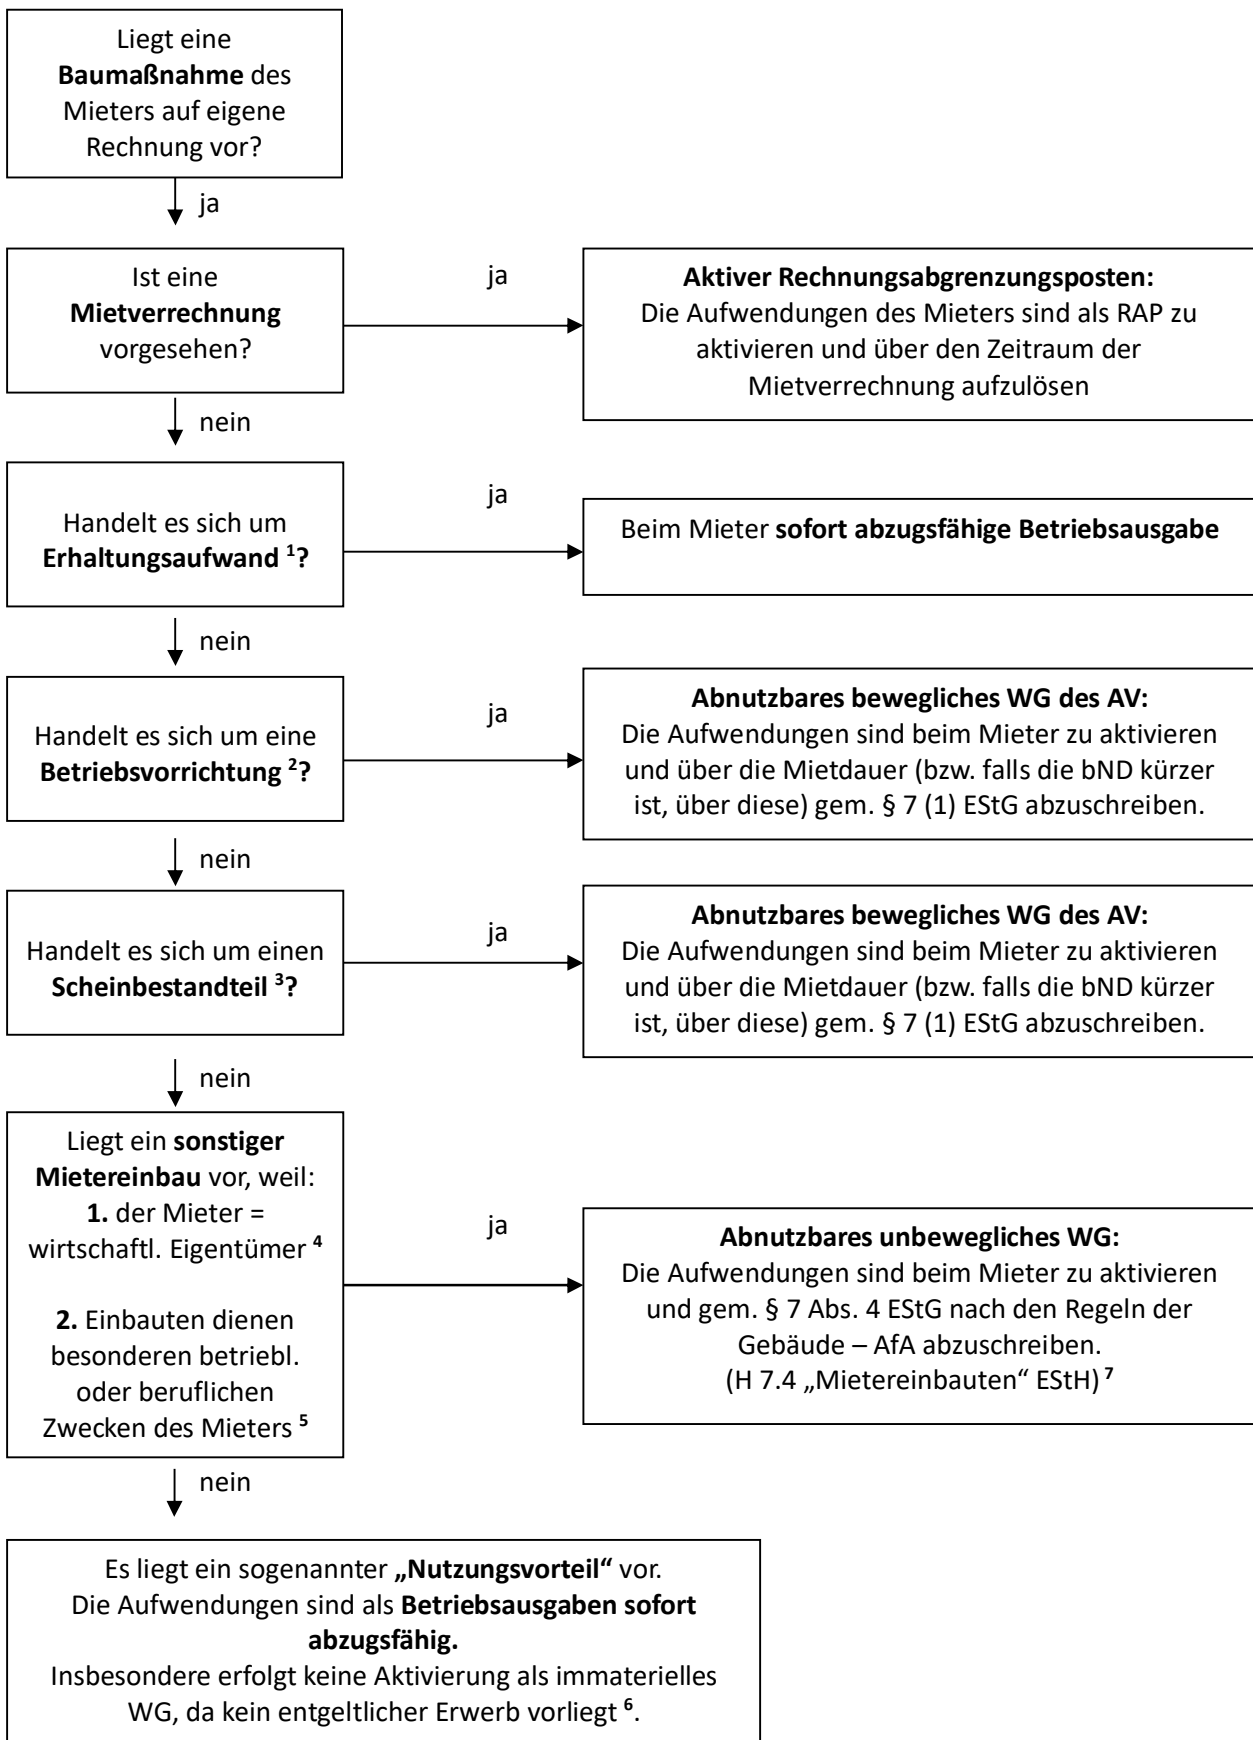 Liegt eine
Baumaßnahme des
Mieters auf eigene
Rechnung vor?
ja
Ist eine
Mietverrechnung
vorgesehen?
ja
Aktiver Rechnungsabgrenzungsposten:
Die Aufwendungen des Mieters sind als RAP zu
aktivieren und über den Zeitraum der
Mietverrechnung aufzulösen
nein
Handelt es sich um
Erhaltungsaufwand ¹?
ja
Beim Mieter sofort abzugsfähige Betriebsausgabe
nein
Handelt es sich um eine
Betriebsvorrichtung ²?
ja
Abnutzbares bewegliches WG des AV:
Die Aufwendungen sind beim Mieter zu aktivieren
und über die Mietdauer (bzw. falls die bND kürzer
ist, über diese) gem. § 7 (1) EStG abzuschreiben.
nein
Handelt es sich um einen
Scheinbestandteil ³?
ja
Abnutzbares bewegliches WG des AV:
Die Aufwendungen sind beim Mieter zu aktivieren
und über die Mietdauer (bzw. falls die bND kürzer
ist, über diese) gem. § 7 (1) EStG abzuschreiben.
nein
Liegt ein sonstiger
Mietereinbau vor, weil:
1. der Mieter =
wirtschaftl. Eigentümer ⁴
2. Einbauten dienen
besonderen betriebl.
oder beruflichen
Zwecken des Mieters ⁵
ja
Abnutzbares unbewegliches WG:
Die Aufwendungen sind beim Mieter zu aktivieren
und gem. § 7 Abs. 4 EStG nach den Regeln der
Gebäude – AfA abzuschreiben.
(H 7.4 „Mietereinbauten“ EStH) ⁷
nein
Es liegt ein sogenannter „Nutzungsvorteil“ vor.
Die Aufwendungen sind als Betriebsausgaben sofort
abzugsfähig.
Insbesondere erfolgt keine Aktivierung als immaterielles
WG, da kein entgeltlicher Erwerb vorliegt ⁶.